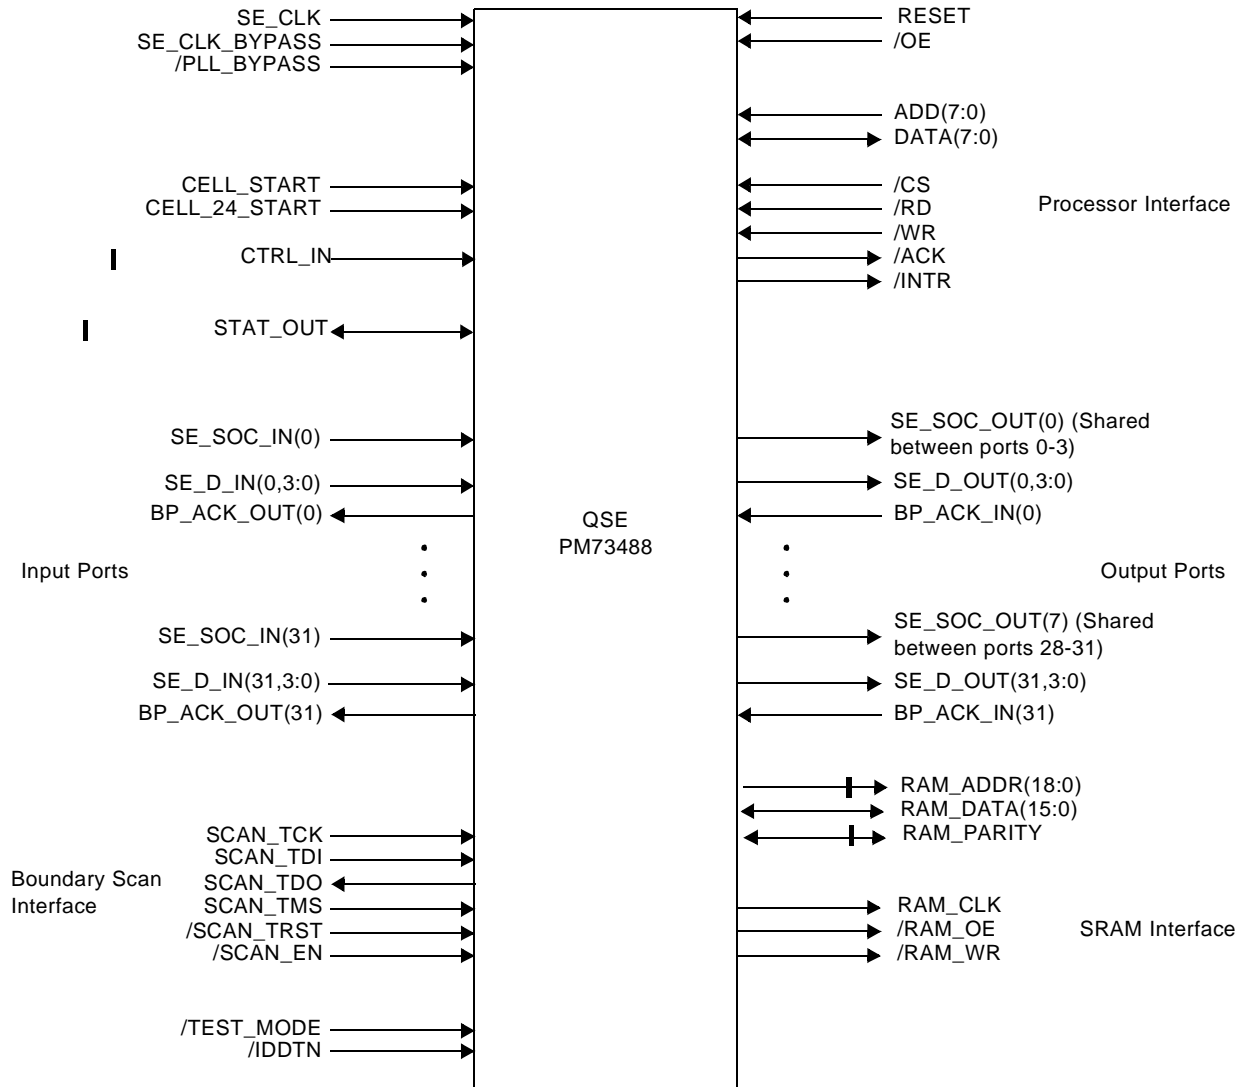 SE_CLK
SE_CLK_BYPASS
/PLL_BYPASS
CELL_START
CELL_24_START
CTRL_IN
STAT_OUT
SE_SOC_IN(0)
SE_D_IN(0,3:0)
BP_ACK_OUT(0)
Input Ports
SE_SOC_IN(31)
SE_D_IN(31,3:0)
BP_ACK_OUT(31)
SCAN_TCK
SCAN_TDI
Boundary Scan
Interface
SCAN_TDO
SCAN_TMS
/SCAN_TRST
/SCAN_EN
/TEST_MODE
/IDDTN
QSE
PM73488
RESET
/OE
ADD(7:0)
DATA(7:0)
/CS
/RD
/WR
/ACK
/INTR
Processor Interface
SE_SOC_OUT(0) (Shared
between ports 0-3)
SE_D_OUT(0,3:0)
BP_ACK_IN(0)
Output Ports
SE_SOC_OUT(7) (Shared
between ports 28-31)
SE_D_OUT(31,3:0)
BP_ACK_IN(31)
RAM_ADDR(18:0)
RAM_DATA(15:0)
RAM_PARITY
RAM_CLK
/RAM_OE
/RAM_WR
SRAM Interface